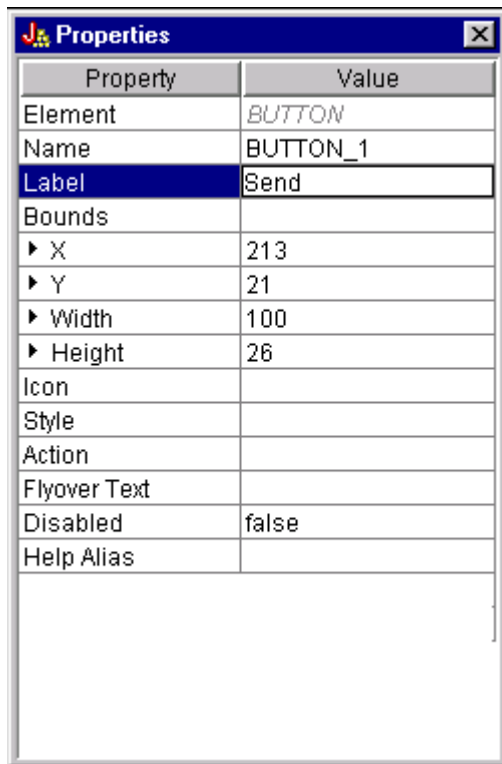 Properties
Property Value
Element BUTTON
Name BUTTON_1
Label Send
Bounds
X 213
Y 21
Width 100
Height 26
Icon
Style
Action
Flyover Text
Disabled false
Help Alias